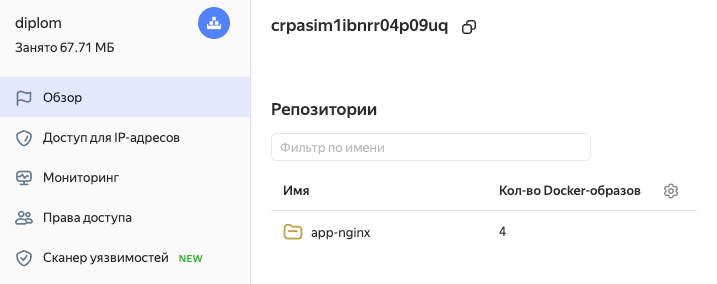 diplom
Занято 67.71 МБ
Обзор
Доступ для IP-адресов
Мониторинг
Права доступа
Сканер уязвимостей NEW
crpasim1ibnrr04p09uq
Репозитории
Фильтр по имени
Имя Кол-во Docker-образов
app-nginx 4